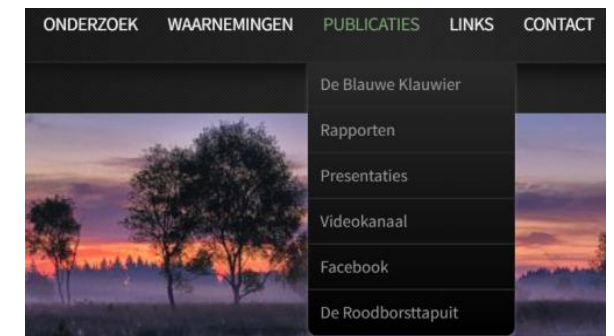 ONDERZOEK WAARNEMINGEN PUBLICATIES LINKS CONTACT
De Blauwe Klauwier
Rapporten
Presentaties
Videokanaal
Facebook
De Roodborsttapuit